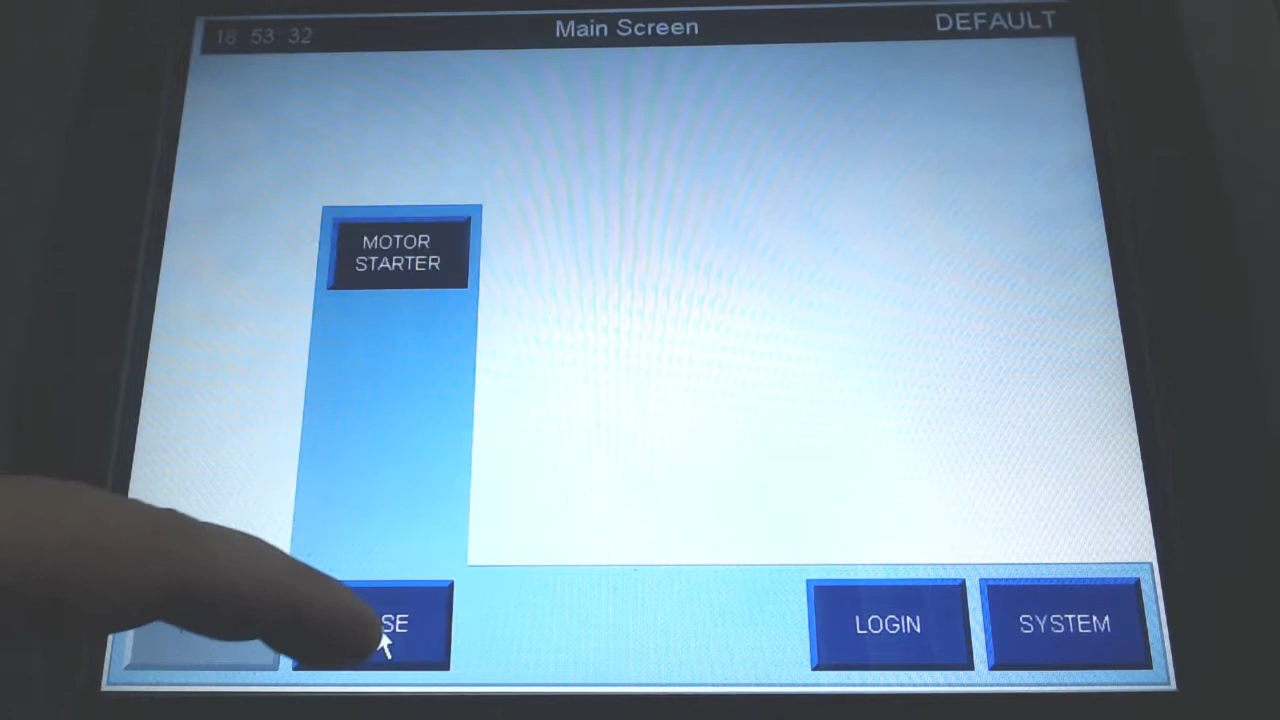 18 53 32
Main Screen
DEFAULT
MOTOR
STARTER
LOGIN
SYSTEM